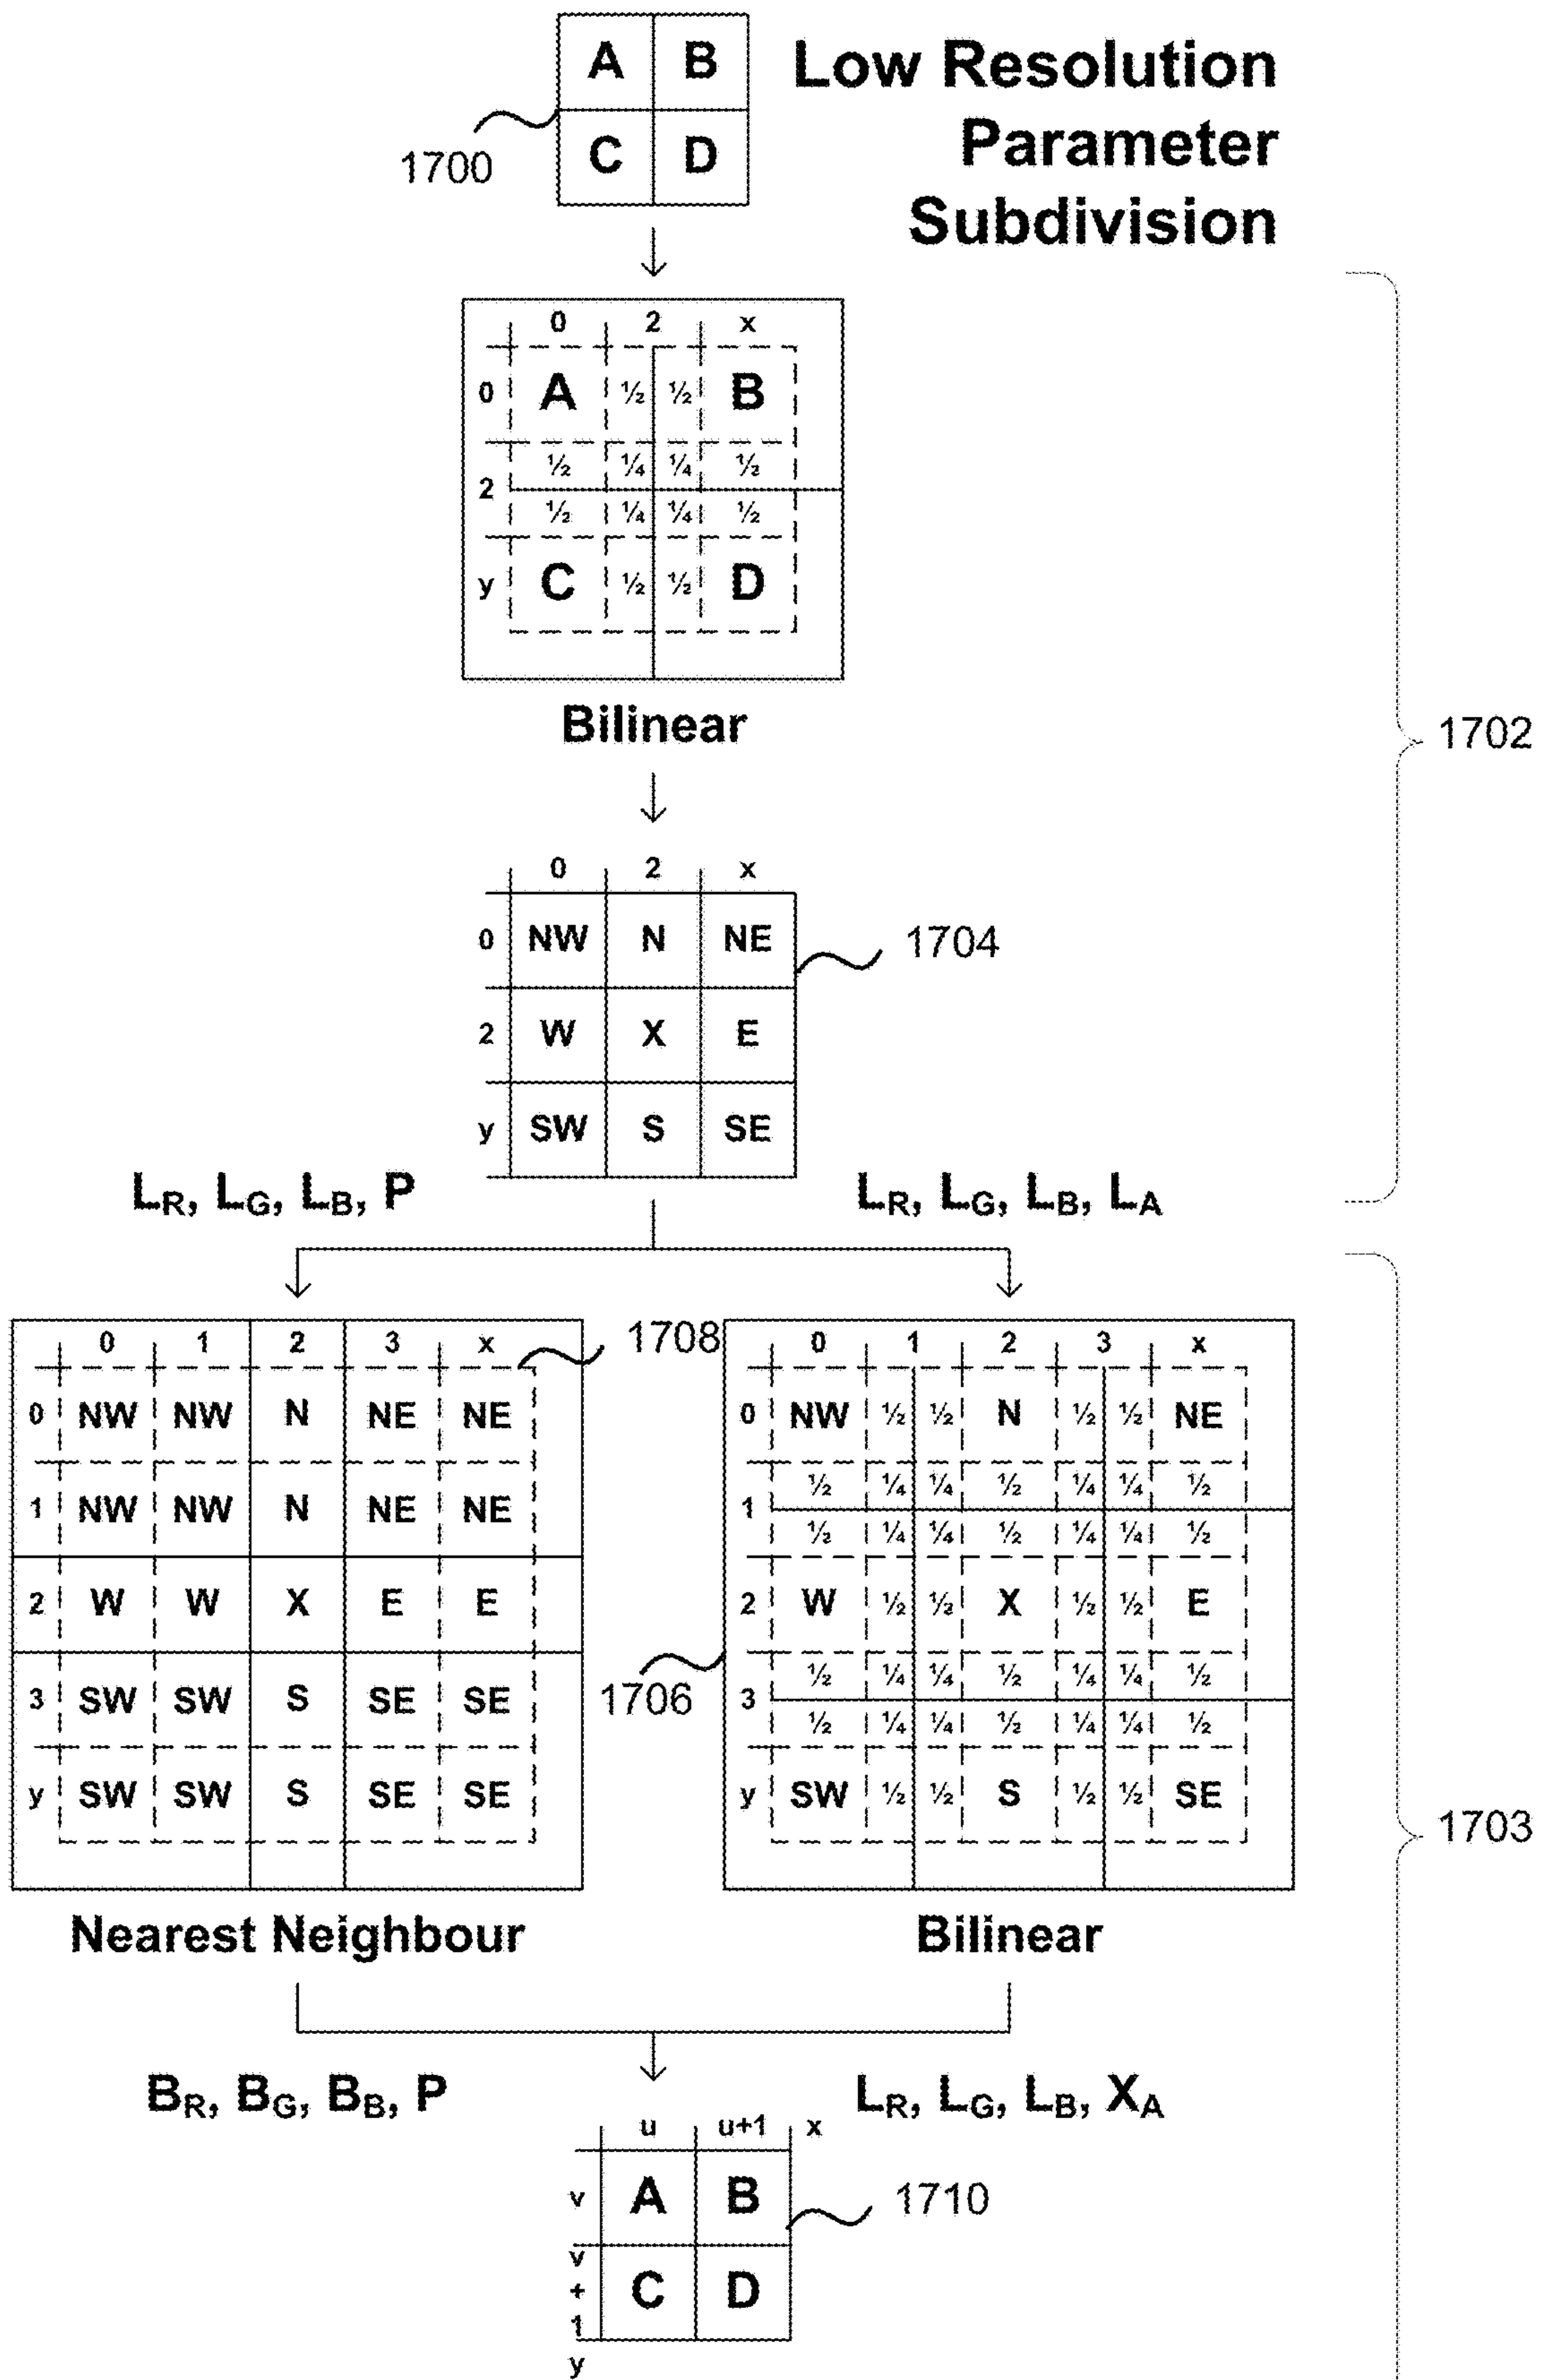 A B
Low Resolution
C D
Parameter
1700
Subdivision
0 2 x
0 A ½ ½ B
½ ¼ ¼ ½
2
½ ¼ ¼ ½
y C ½ ½ D
Bilinear
1702
0 2 x
0 NW N NE
1704
2 W X E
y SW S SE
LR, LG, LB, P
LR, LG, LB, LA
0 1 2 3 x
1708
0 NW NW N NE NE
1 NW NW N NE NE
2 W W X E E
3 SW SW S SE SE
y SW SW S SE SE
Nearest Neighbour
0 1 2 3 x
0 NW ½ ½ N ½ ½ NE
½ ¼ ¼ ½ ¼ ¼ ½
1
½ ¼ ¼ ½ ¼ ¼ ½
2 W ½ ½ X ½ ½ E
1706
½ ¼ ¼ ½ ¼ ¼ ½
3
½ ¼ ¼ ½ ¼ ¼ ½
y SW ½ ½ S ½ ½ SE
Bilinear
1703
BR, BG, BB, P
LR, LG, LB, XA
u u+1 x
v A B
1710
v
+
1
C D
y